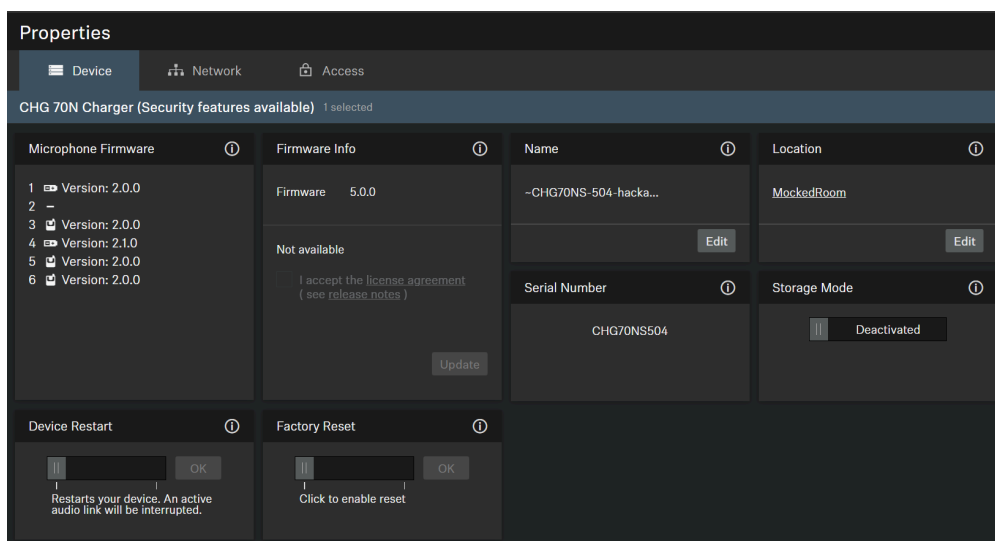 Properties
Device
Network
Access
CHG 70N Charger (Security features available) 1 selected
Microphone Firmware
1 Version: 2.0.0
2 –
3 Version: 2.0.0
4 Version: 2.1.0
5 Version: 2.0.0
6 Version: 2.0.0
Firmware Info
Firmware 5.0.0
Not available
I accept the license agreement
( see release notes )
Update
Name
~CHG70NS-504-hacka...
Edit
Location
MockedRoom
Edit
Serial Number
CHG70NS504
Storage Mode
Deactivated
Device Restart
OK
Restarts your device. An active
audio link will be interrupted.
Factory Reset
OK
Click to enable reset